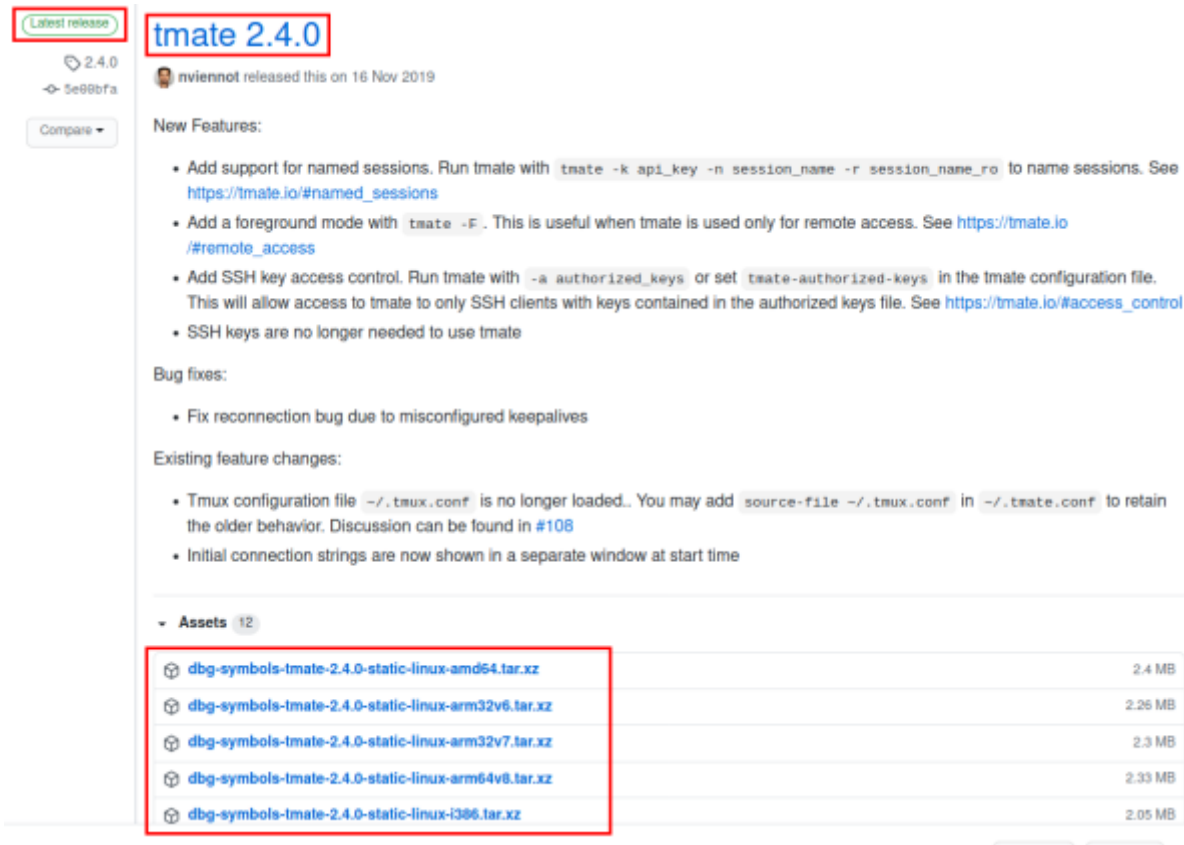 Latest release
tmate 2.4.0
2.4.0
nviennot released this on 16 Nov 2019
5e00bfa
Compare
New Features:
• Add support for named sessions. Run tmate with tmate -k api_key -n session_name -r session_name_ro to name sessions. See
https://tmate.io/#named_sessions
• Add a foreground mode with tmate -F . This is useful when tmate is used only for remote access. See https://tmate.io
/#remote_access
• Add SSH key access control. Run tmate with -a authorized_keys or set tmate-authorized-keys in the tmate configuration file.
This will allow access to tmate to only SSH clients with keys contained in the authorized keys file. See https://tmate.io/#access_control
• SSH keys are no longer needed to use tmate
Bug fixes:
• Fix reconnection bug due to misconfigured keepalives
Existing feature changes:
• Tmux configuration file ~/.tmux.conf is no longer loaded.. You may add source-file ~/.tmux.conf in ~/.tmate.conf to retain
the older behavior. Discussion can be found in #108
• Initial connection strings are now shown in a separate window at start time
Assets 12
dbg-symbols-tmate-2.4.0-static-linux-amd64.tar.xz 2.4 MB
dbg-symbols-tmate-2.4.0-static-linux-arm32v6.tar.xz 2.26 MB
dbg-symbols-tmate-2.4.0-static-linux-arm32v7.tar.xz 2.3 MB
dbg-symbols-tmate-2.4.0-static-linux-arm64v8.tar.xz 2.33 MB
dbg-symbols-tmate-2.4.0-static-linux-i386.tar.xz 2.05 MB